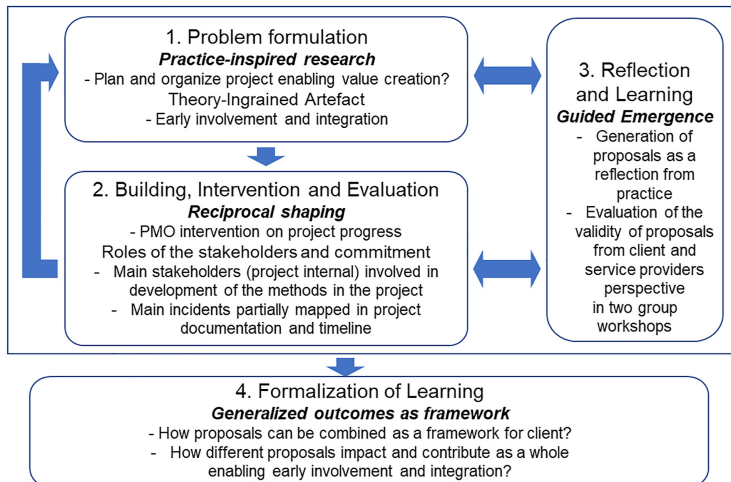 1. Problem formulation
Practice-inspired research
- Plan and organize project enabling value creation?
Theory-Ingrained Artefact
- Early involvement and integration
2. Building, Intervention and Evaluation
Reciprocal shaping
- PMO intervention on project progress
Roles of the stakeholders and commitment
- Main stakeholders (project internal) involved in
development of the methods in the project
- Main incidents partially mapped in project
documentation and timeline
3. Reflection
and Learning
Guided Emergence
- Generation of
proposals as a
reflection from
practice
- Evaluation of the
validity of proposals
from client and
service providers
perspective
in two group
workshops
4. Formalization of Learning
Generalized outcomes as framework
- How proposals can be combined as a framework for client?
- How different proposals impact and contribute as a whole
enabling early involvement and integration?